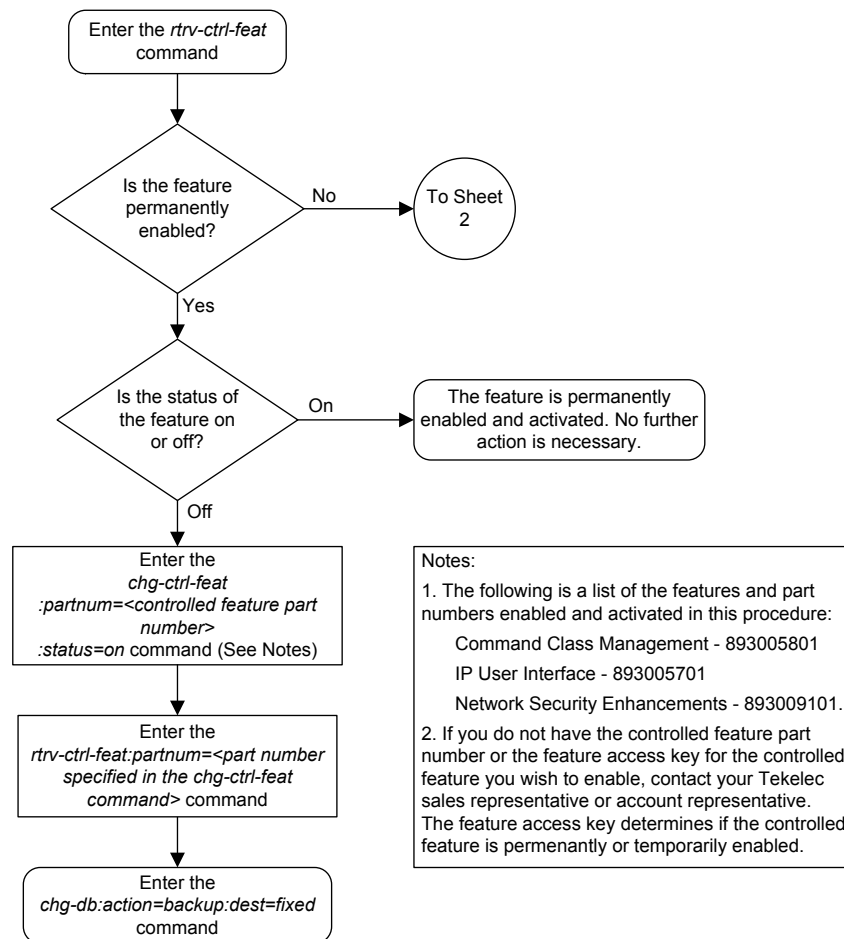 Enter the rtrv-ctrl-feat
command
Is the feature
permanently
enabled?
No
To Sheet
2
Yes
Is the status of
the feature on
or off?
On
The feature is permanently
enabled and activated. No further
action is necessary.
Off
Enter the
chg-ctrl-feat
:partnum=<controlled feature part
number>
:status=on command (See Notes)
Enter the
rtrv-ctrl-feat:partnum=<part number
specified in the chg-ctrl-feat
command> command
Enter the
chg-db:action=backup:dest=fixed
command
Notes:
1. The following is a list of the features and part
numbers enabled and activated in this procedure:
Command Class Management - 893005801
IP User Interface - 893005701
Network Security Enhancements - 893009101.
2. If you do not have the controlled feature part
number or the feature access key for the controlled
feature you wish to enable, contact your Tekelec
sales representative or account representative.
The feature access key determines if the controlled
feature is permenantly or temporarily enabled.